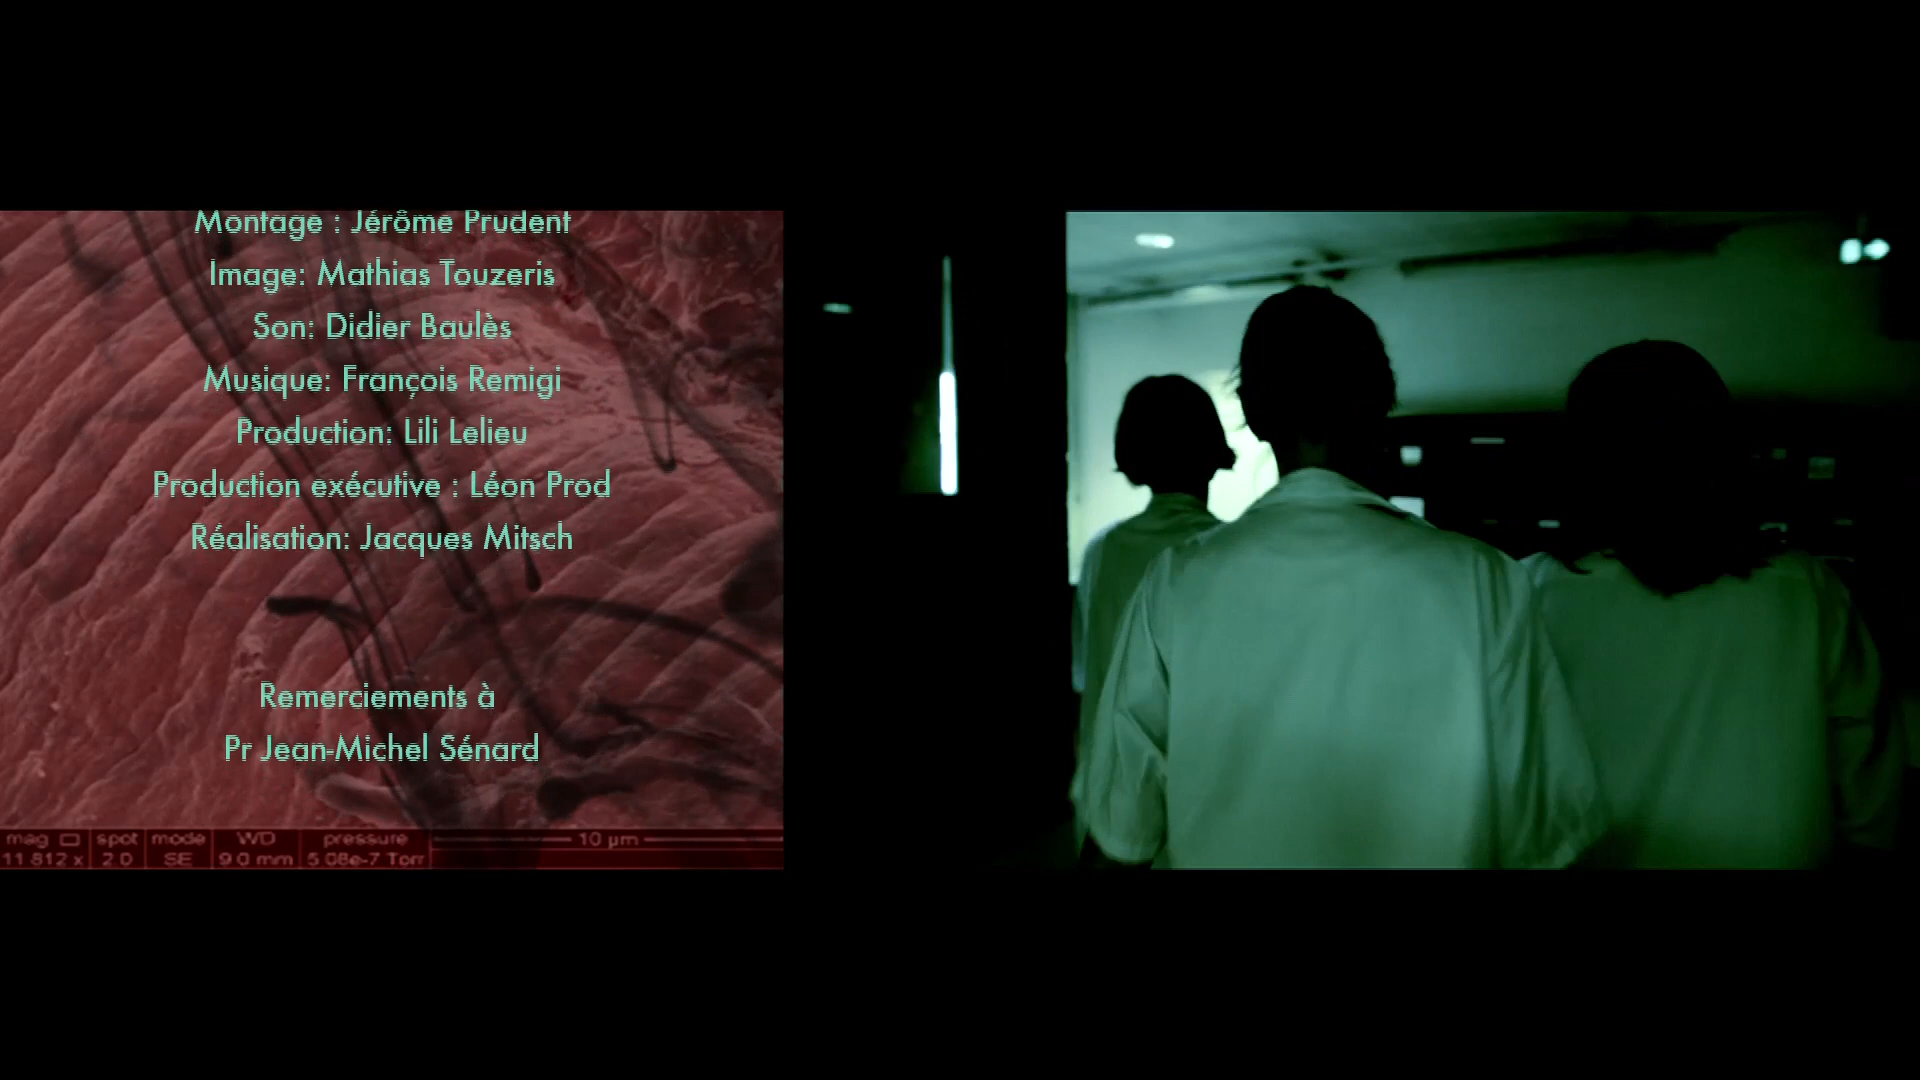 Montage : Jérôme Prudent
Image: Mathias Touzeris
Son: Didier Baulès
Musique: François Remigi
Production: Lili Lelieu
Production exécutive : Léon Prod
Réalisation: Jacques Mitsch
Remerciements à
Pr Jean-Michel Sénard
mag spot mode WD pressure 10 µm
11 812 x 2.0 SE 9.0 mm 5.08e-7 Torr